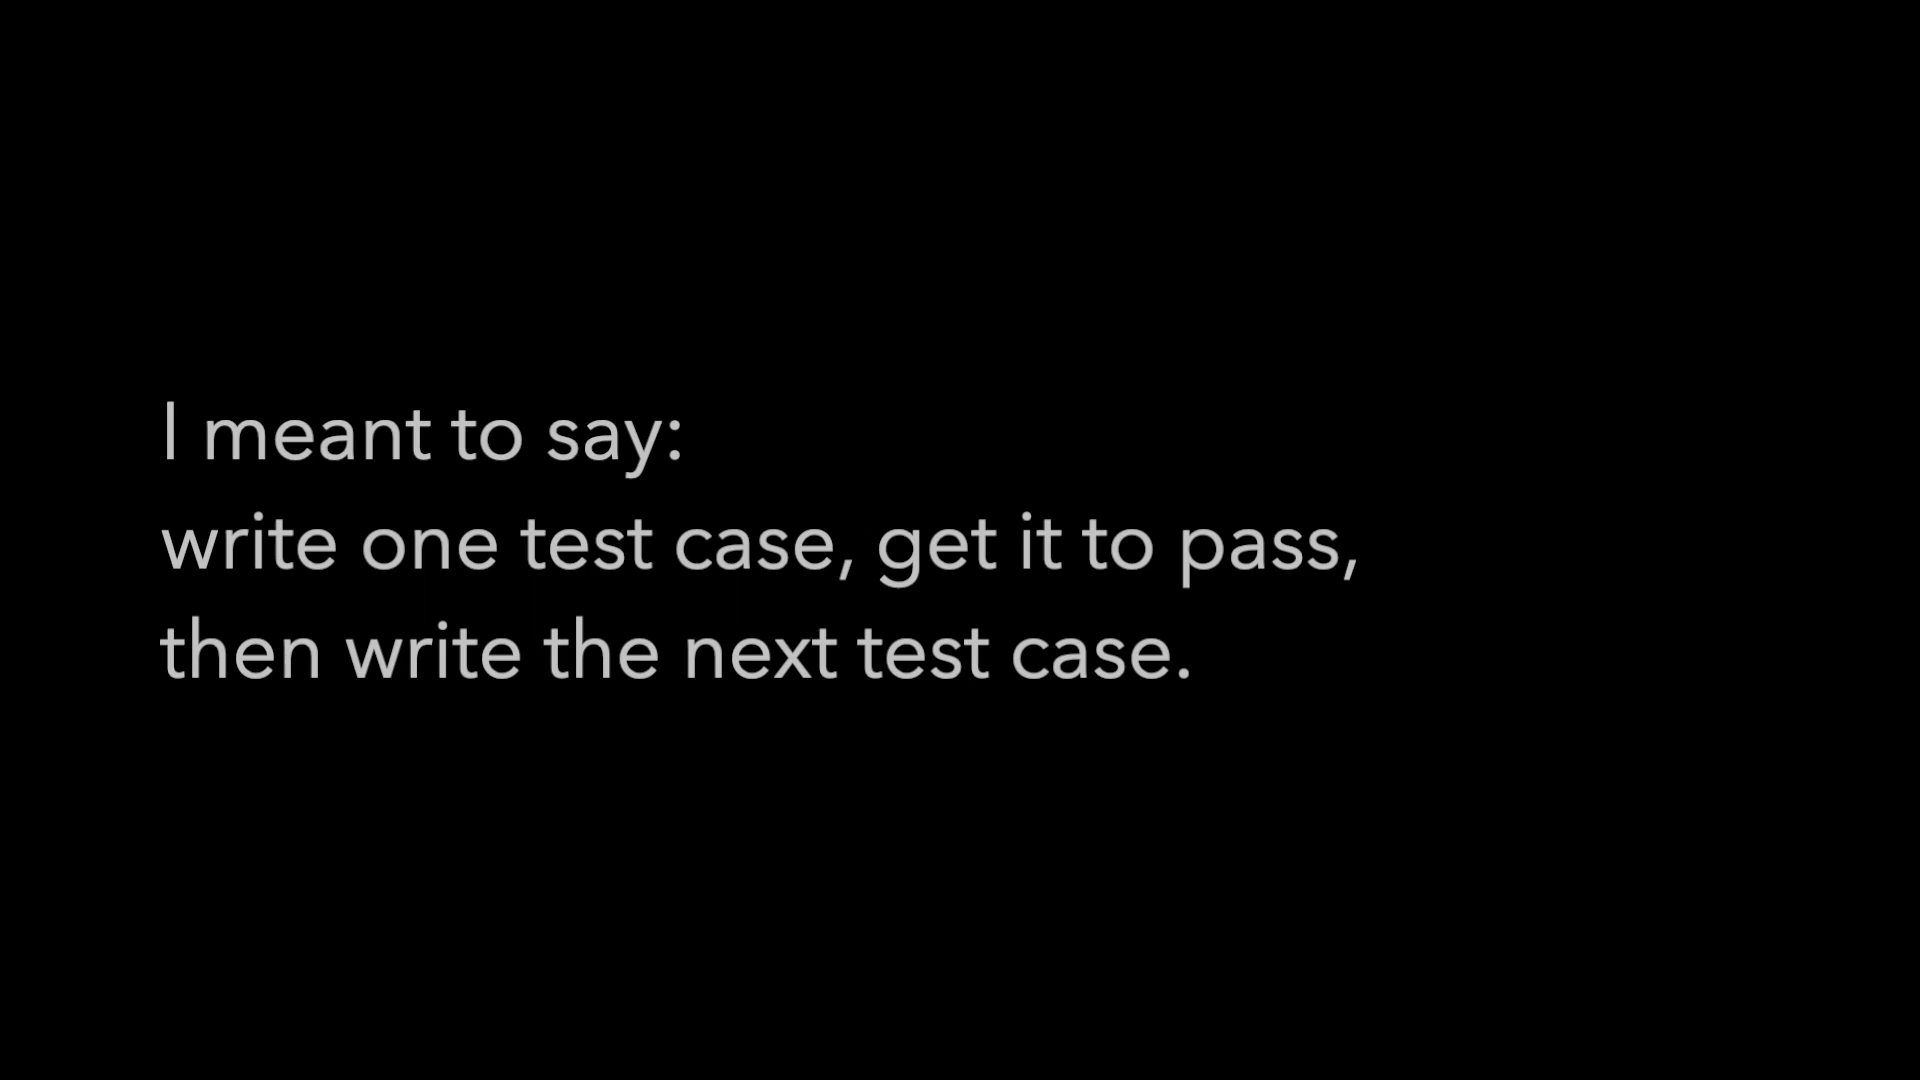 I meant to say:
write one test case, get it to pass,
then write the next test case.